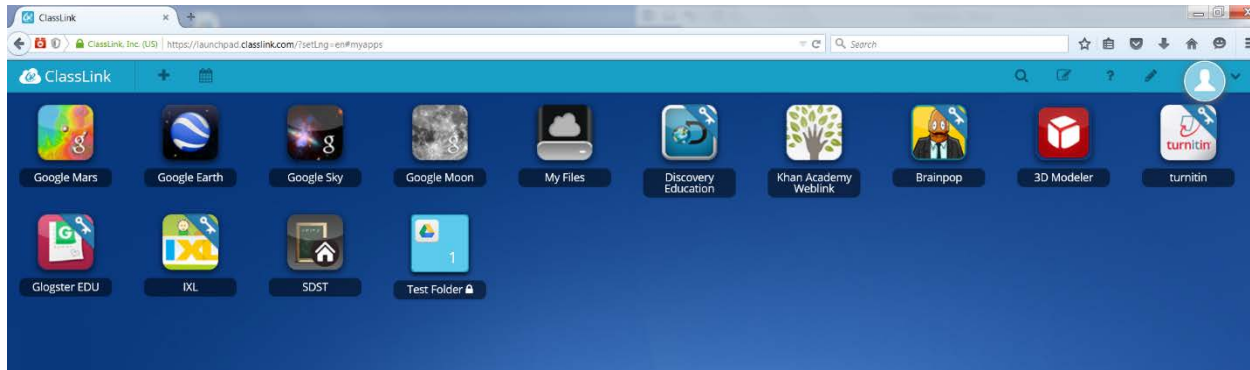 ClassLink
ClassLink, Inc. (US) https://launchpad.classlink.com/?setLng=en#myapps
Search
ClassLink
?
g
g
g
turnitin
Google Mars
Google Earth
Google Sky
Google Moon
My Files
Discovery
Education
Khan Academy
Weblink
Brainpop
3D Modeler
turnitin
G
IXL
1
Glogster EDU
IXL
SDST
Test Folder